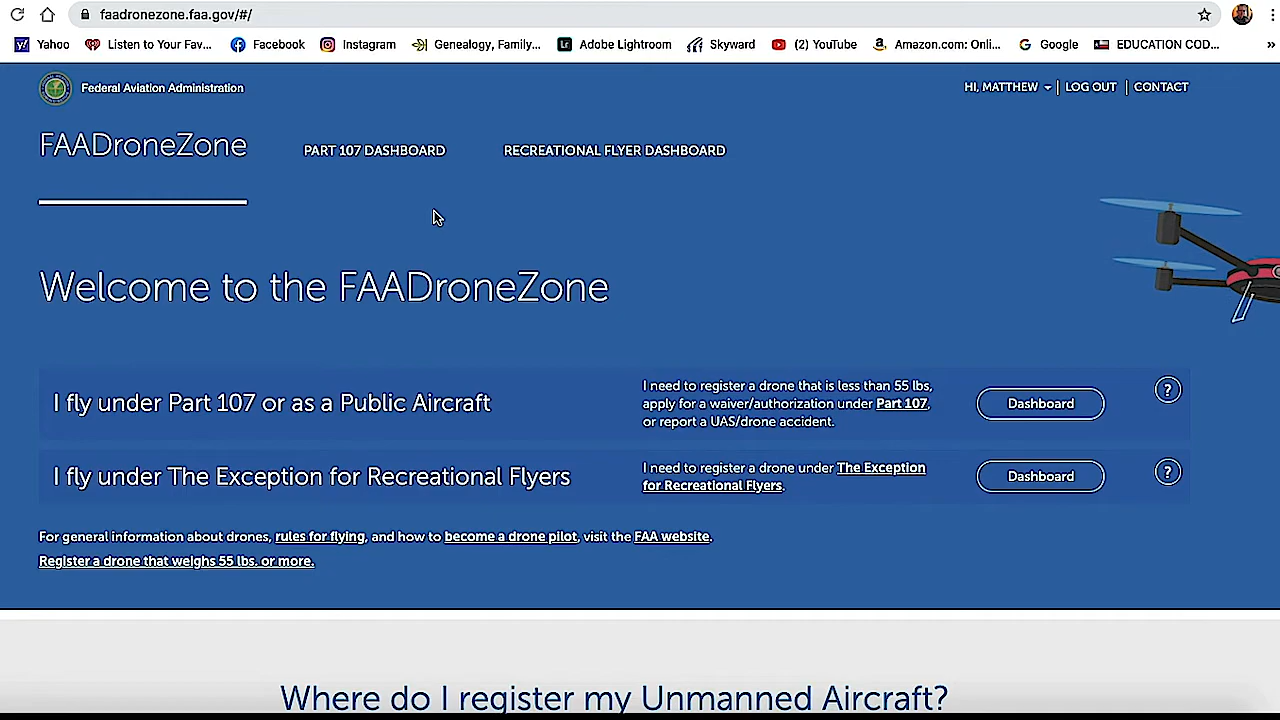 faadronezone.faa.gov/#/
Yahoo Listen to Your Fav... Facebook Instagram Genealogy, Family... Lr Adobe Lightroom Skyward (2) YouTube Amazon.com: Onli... Google EDUCATION COD... »
Federal Aviation Administration HI, MATTHEW LOG OUT CONTACT
FAADroneZone PART 107 DASHBOARD RECREATIONAL FLYER DASHBOARD
Welcome to the FAADroneZone
I fly under Part 107 or as a Public Aircraft
I need to register a drone that is less than 55 lbs,
apply for a waiver/authorization under Part 107,
or report a UAS/drone accident.
Dashboard ?
I fly under The Exception for Recreational Flyers
I need to register a drone under The Exception
for Recreational Flyers.
Dashboard ?
For general information about drones, rules for flying, and how to become a drone pilot, visit the FAA website.
Register a drone that weighs 55 lbs. or more.
Where do I register my Unmanned Aircraft?